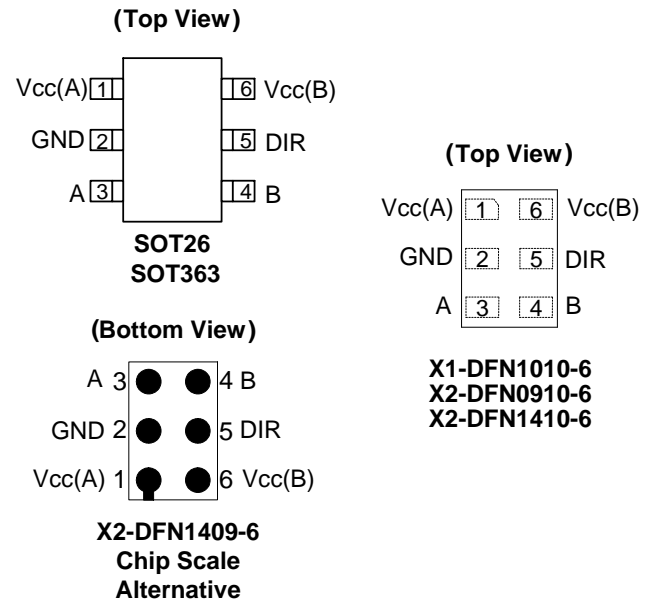 (Top View)
Vcc(A) 1 6 Vcc(B)
GND 2 5 DIR
A 3 4 B
SOT26
SOT363
(Top View)
Vcc(A) 1 6 Vcc(B)
GND 2 5 DIR
A 3 4 B
X1-DFN1010-6
X2-DFN0910-6
X2-DFN1410-6
(Bottom View)
A 3 4 B
GND 2 5 DIR
Vcc(A) 1 6 Vcc(B)
X2-DFN1409-6
Chip Scale
Alternative